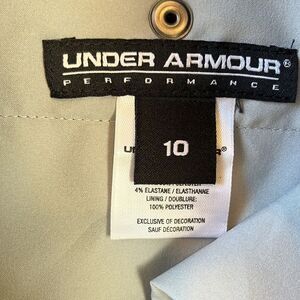 UNDER ARMOUR®
PERFORMANCE
10
4% ELASTANE / ELASTHANNE
LINING / DOUBLURE:
100% POLYESTER
EXCLUSIVE OF DECORATION
SAUF DÉCORATION